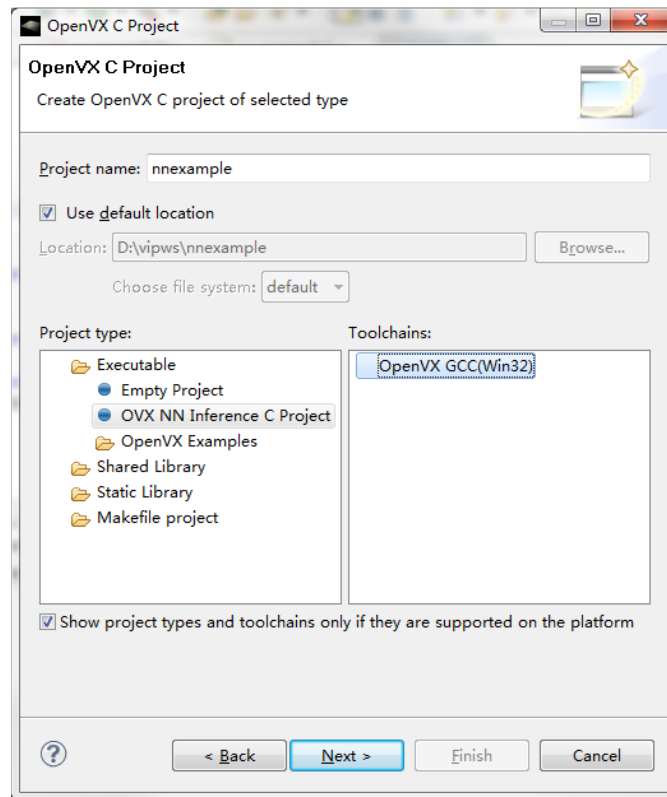 OpenVX C Project
OpenVX C Project
Create OpenVX C project of selected type
Project name: nnexample
Use default location
Location: D:\vipws\nnexample Browse...
Choose file system: default
Project type: Toolchains:
Executable OpenVX GCC(Win32)
Empty Project
OVX NN Inference C Project
OpenVX Examples
Shared Library
Static Library
Makefile project
Show project types and toolchains only if they are supported on the platform
? < Back Next > Finish Cancel